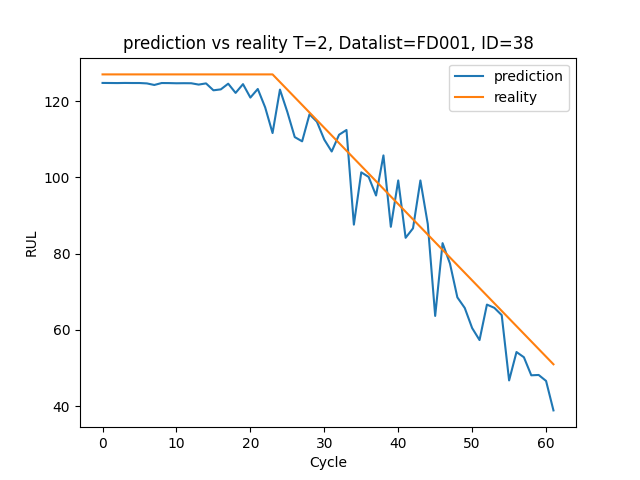 prediction vs reality T=2, Datalist=FD001, ID=38
prediction
reality
120
100
80
60
40
RUL
0 10 20 30 40 50 60
Cycle